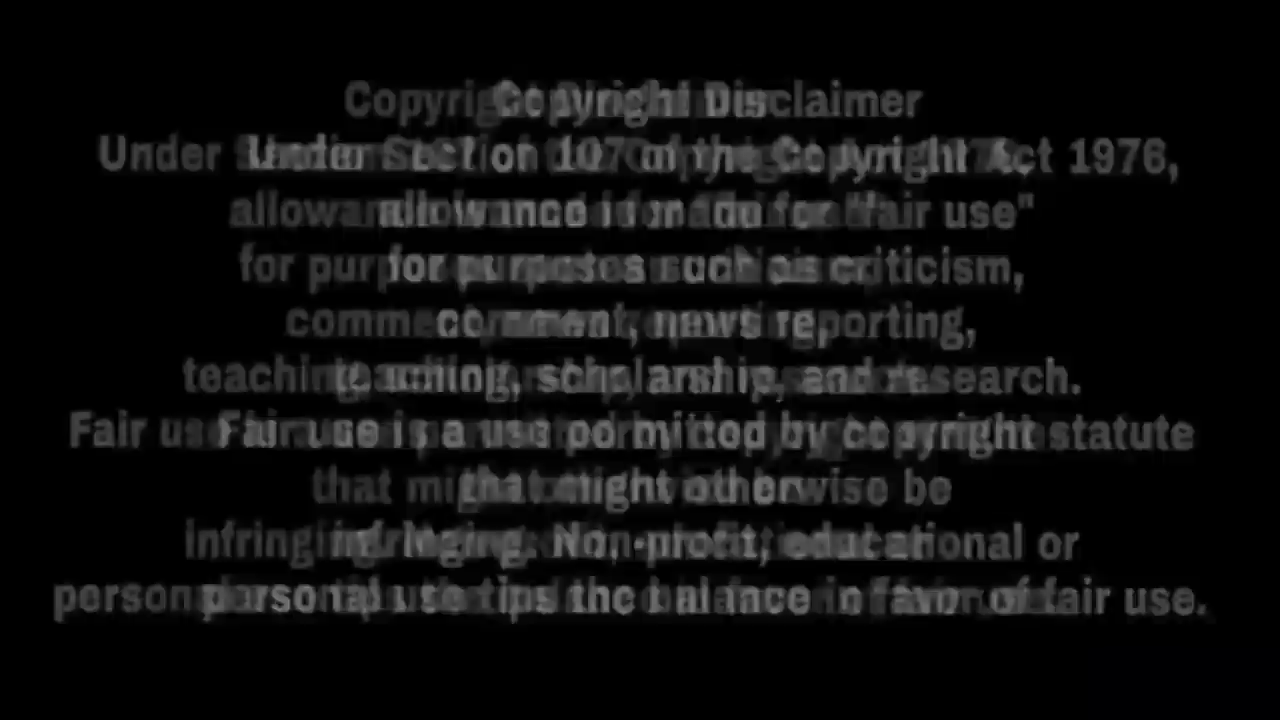 Copyright Disclaimer
Under Section 107 of the Copyright Act 1976,
allowance is made for "fair use"
for purposes such as criticism,
comment, news reporting,
teaching, scholarship, and research.
Fair use is a use permitted by copyright statute
that might otherwise be
infringing. Non-profit, educational or
personal use tips the balance in favor of fair use.